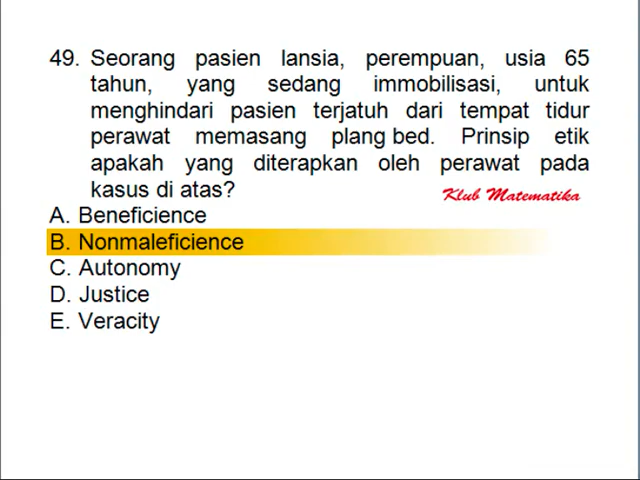 49. Seorang pasien lansia, perempuan, usia 65
tahun, yang sedang immobilisasi, untuk
menghindari pasien terjatuh dari tempat tidur
perawat memasang plang bed. Prinsip etik
apakah yang diterapkan oleh perawat pada
kasus di atas?
Klub Matematika
A. Beneficience
B. Nonmaleficience
C. Autonomy
D. Justice
E. Veracity